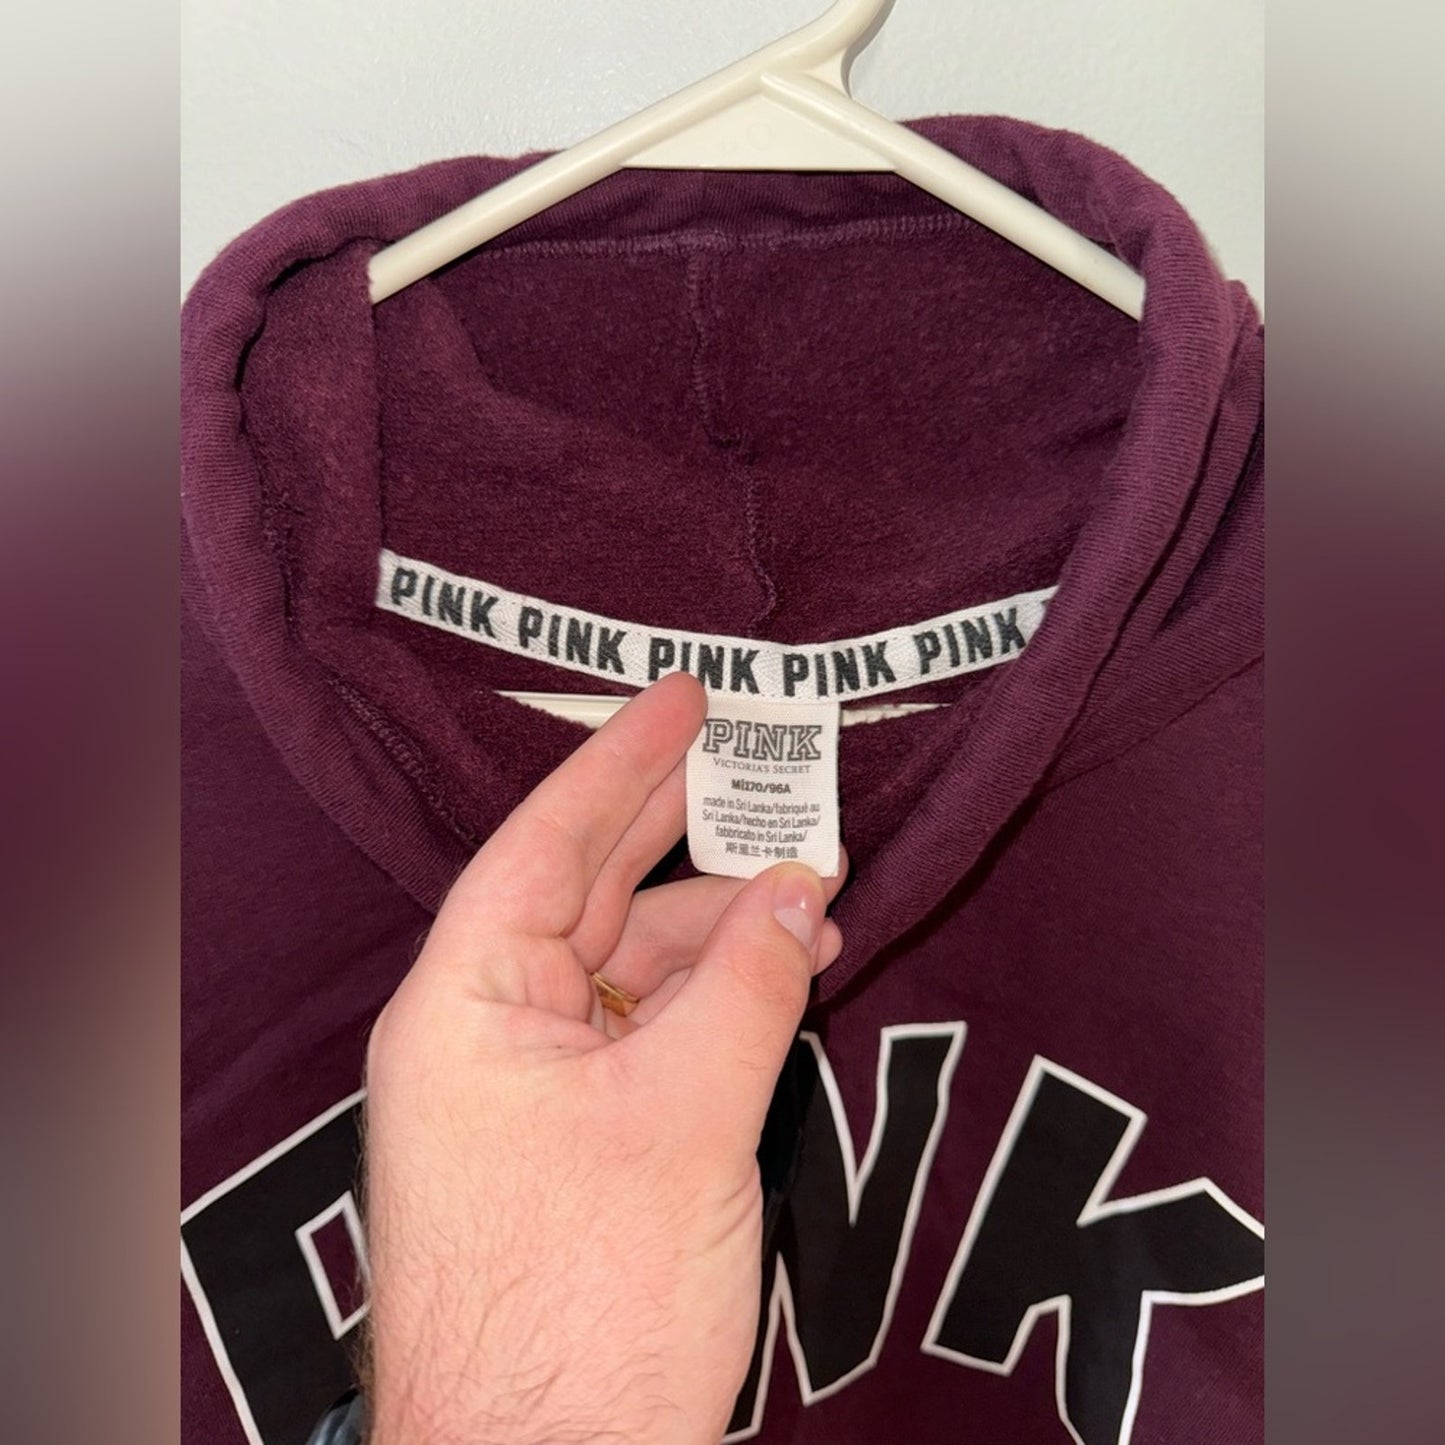 PINK PINK PINK PINK PINK
PINK
VICTORIA'S SECRET
M|170/96A
made in Sri Lanka/fabriqué au
Sri Lanka/hecho en Sri Lanka/
fabbricato in Sri Lanka/
斯里兰卡制造
PINK